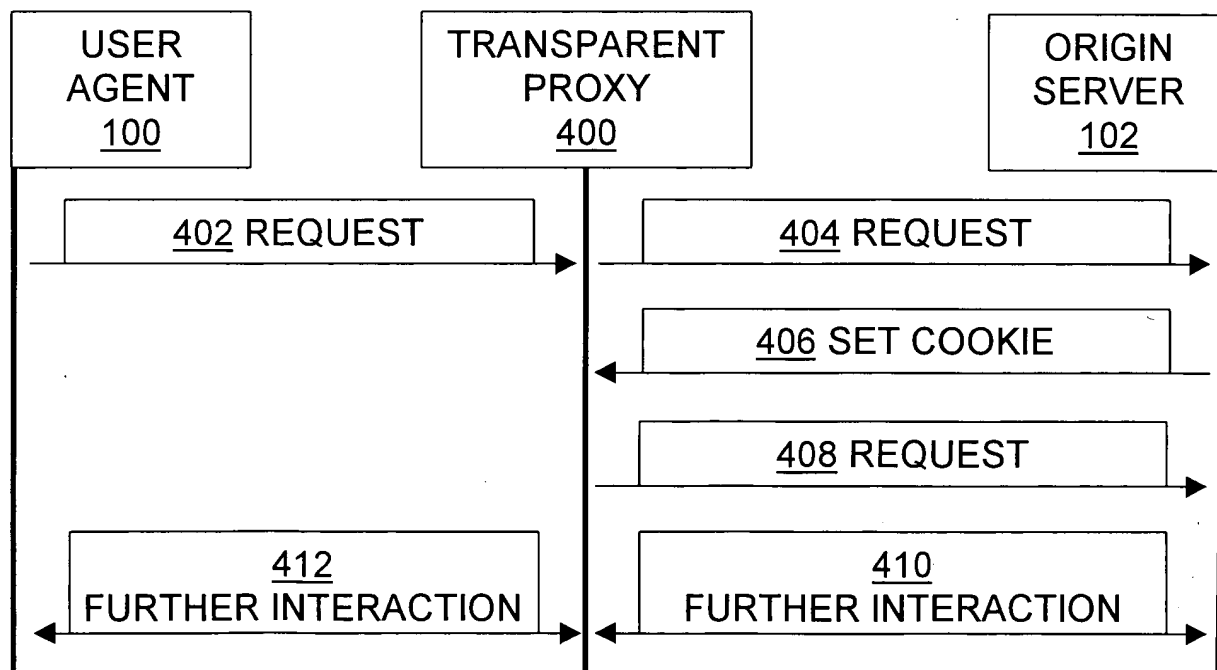 USER
AGENT
100
TRANSPARENT
PROXY
400
ORIGIN
SERVER
102
402 REQUEST
404 REQUEST
406 SET COOKIE
408 REQUEST
412
FURTHER INTERACTION
410
FURTHER INTERACTION